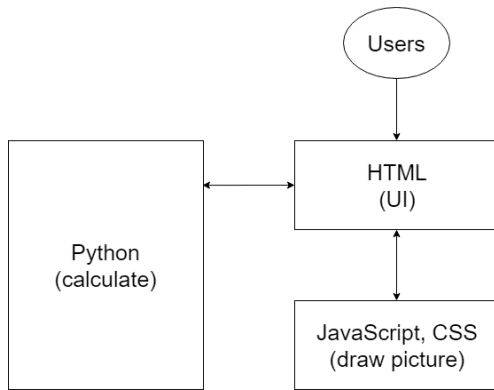 Users
HTML
(UI)
Python
(calculate)
JavaScript, CSS
(draw picture)